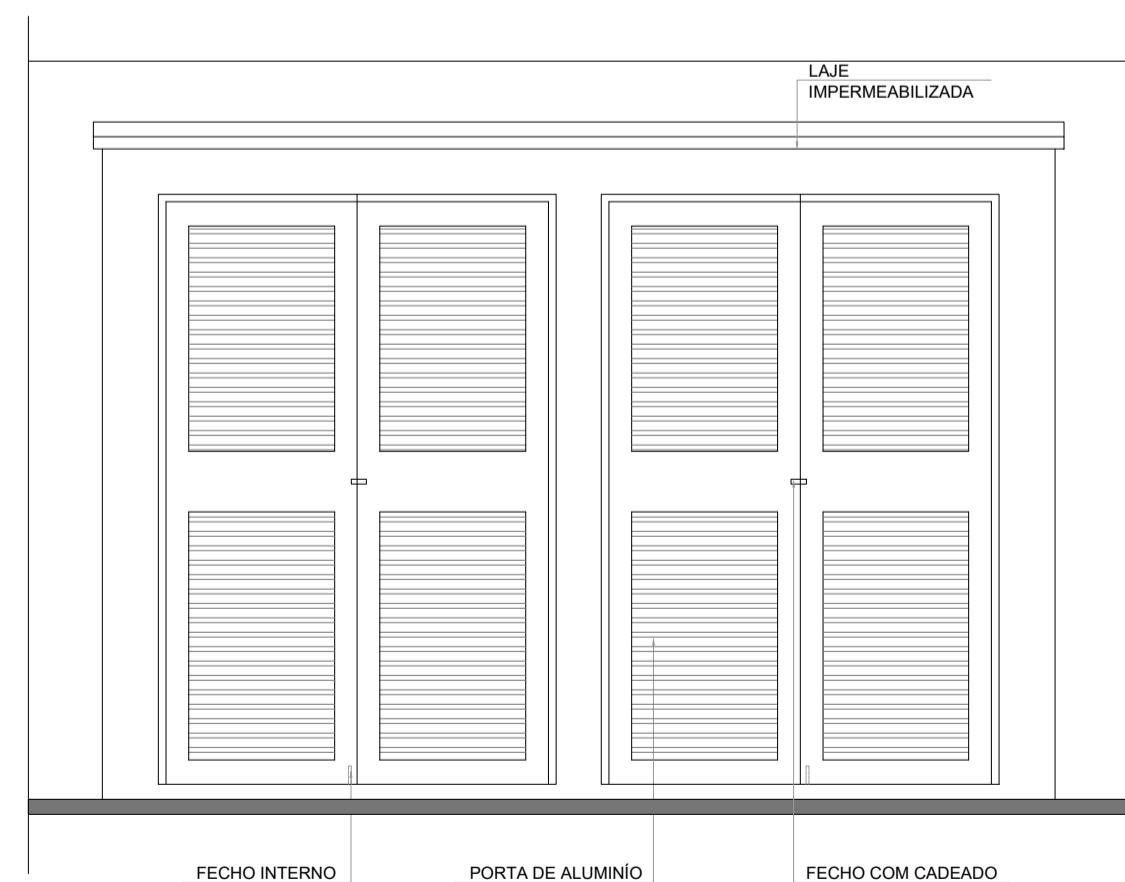 LAJE
IMPERMEABILIZADA
FECHO INTERNO
PORTA DE ALUMINÍO
FECHO COM CADEADO